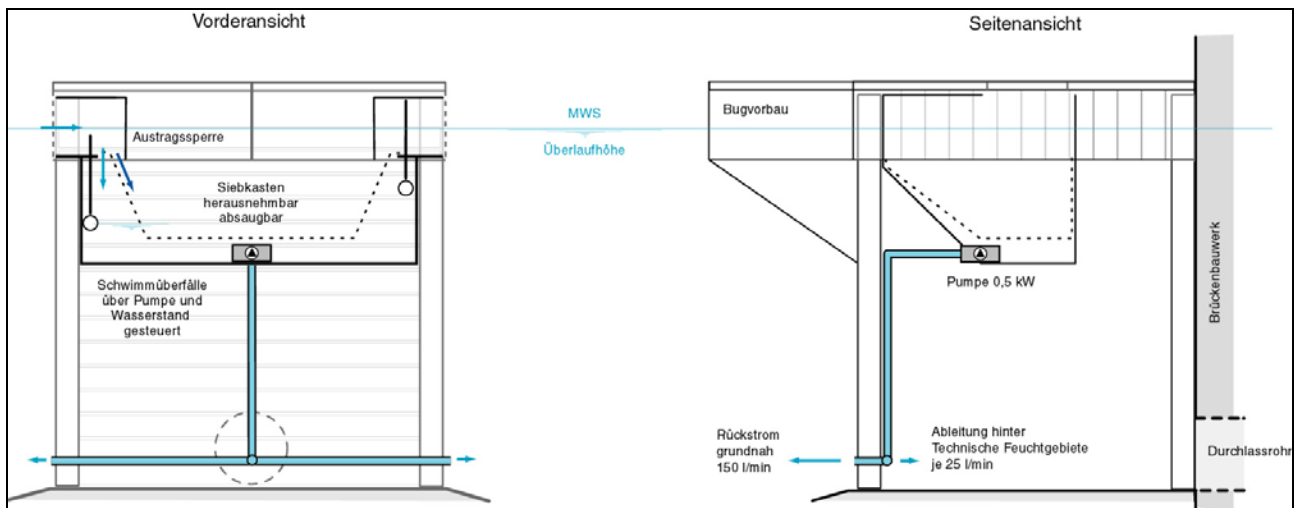 Vorderansicht
Austragssperre
Siebkasten
herausnehmbar
absaugbar
Schwimmüberfälle
über Pumpe und
Wasserstand
gesteuert
MWS
Überlaufhöhe
Seitenansicht
Bugvorbau
Pumpe 0,5 kW
Brückenbauwerk
Rückstrom
grundnah
150 l/min
Ableitung hinter
Technische Feuchtgebiete
je 25 l/min
Durchlassrohr